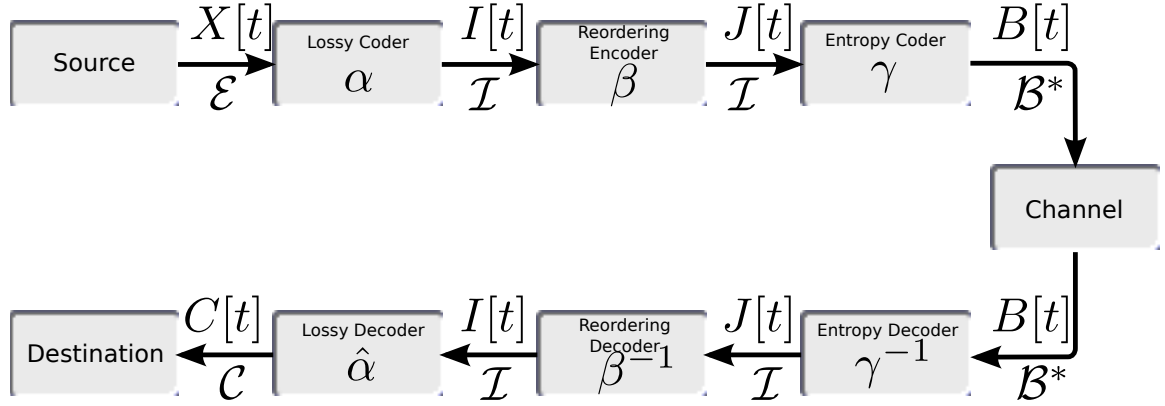 X[t] I[t] J[t] B[t]
Source
Lossy Coder
α
Reordering
Encoder
β
Entropy Coder
γ
ℰ ℐ ℐ ℬ*
Channel
C[t] I[t] J[t] B[t]
Destination
Lossy Decoder
α̂
Reordering
Decoder
β⁻¹
Entropy Decoder
γ⁻¹
𝒞 ℐ ℐ ℬ*